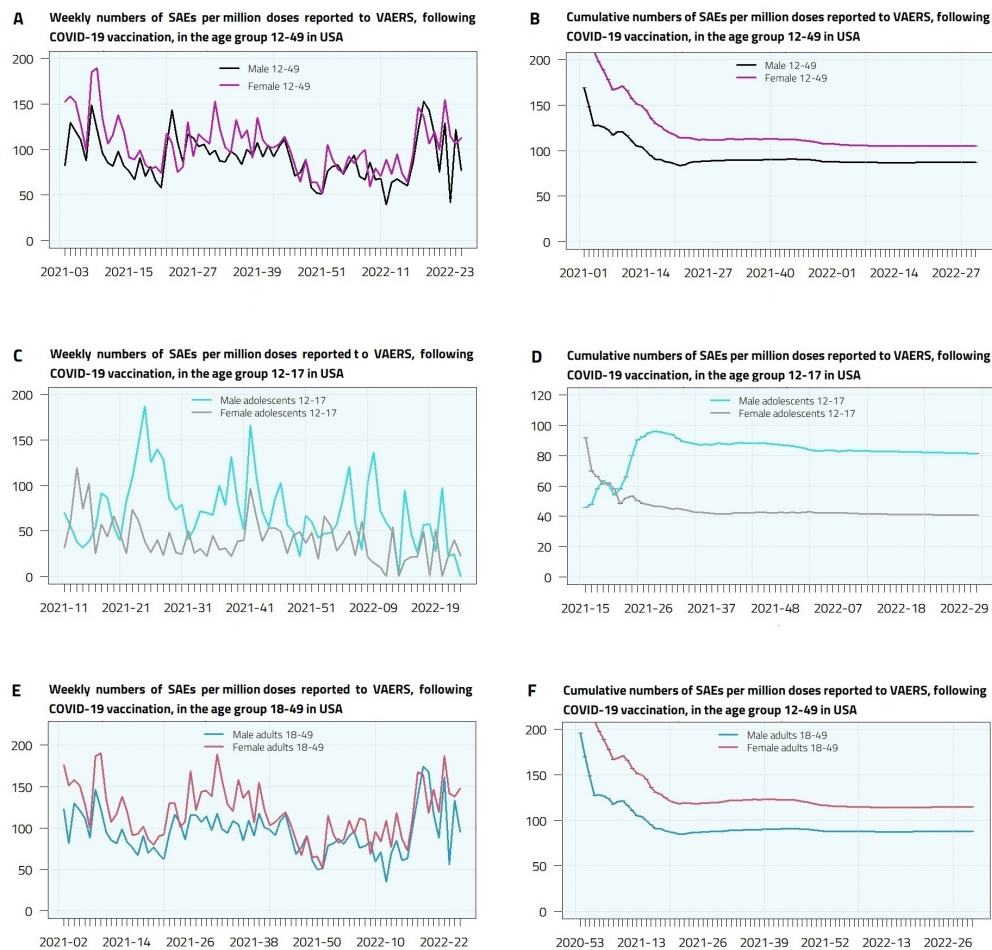 A Weekly numbers of SAEs per million doses reported to VAERS, following
COVID-19 vaccination, in the age group 12-49 in USA
200
150
100
50
0
Male 12-49
Female 12-49
2021-03 2021-15 2021-27 2021-39 2021-51 2022-11 2022-23
B Cumulative numbers of SAEs per million doses reported to VAERS, following
COVID-19 vaccination, in the age group 12-49 in USA
200
150
100
50
0
Male 12-49
Female 12-49
2021-01 2021-14 2021-27 2021-40 2022-01 2022-14 2022-27
C Weekly numbers of SAEs per million doses reported t o VAERS, following
COVID-19 vaccination, in the age group 12-17 in USA
200
150
100
50
0
Male adolescents 12-17
Female adolescents 12-17
2021-11 2021-21 2021-31 2021-41 2021-51 2022-09 2022-19
D Cumulative numbers of SAEs per million doses reported to VAERS, following
COVID-19 vaccination, in the age group 12-17 in USA
120
100
80
60
40
20
0
Male adolescents 12-17
Female adolescents 12-17
2021-15 2021-26 2021-37 2021-48 2022-07 2022-18 2022-29
E Weekly numbers of SAEs per million doses reported to VAERS, following
COVID-19 vaccination, in the age group 18-49 in USA
200
150
100
50
0
Male adults 18-49
Female adults 18-49
2021-02 2021-14 2021-26 2021-38 2021-50 2022-10 2022-22
F Cumulative numbers of SAEs per million doses reported to VAERS, following
COVID-19 vaccination, in the age group 12-49 in USA
200
150
100
50
0
Male adults 18-49
Female adults 18-49
2020-53 2021-13 2021-26 2021-39 2021-52 2022-13 2022-26